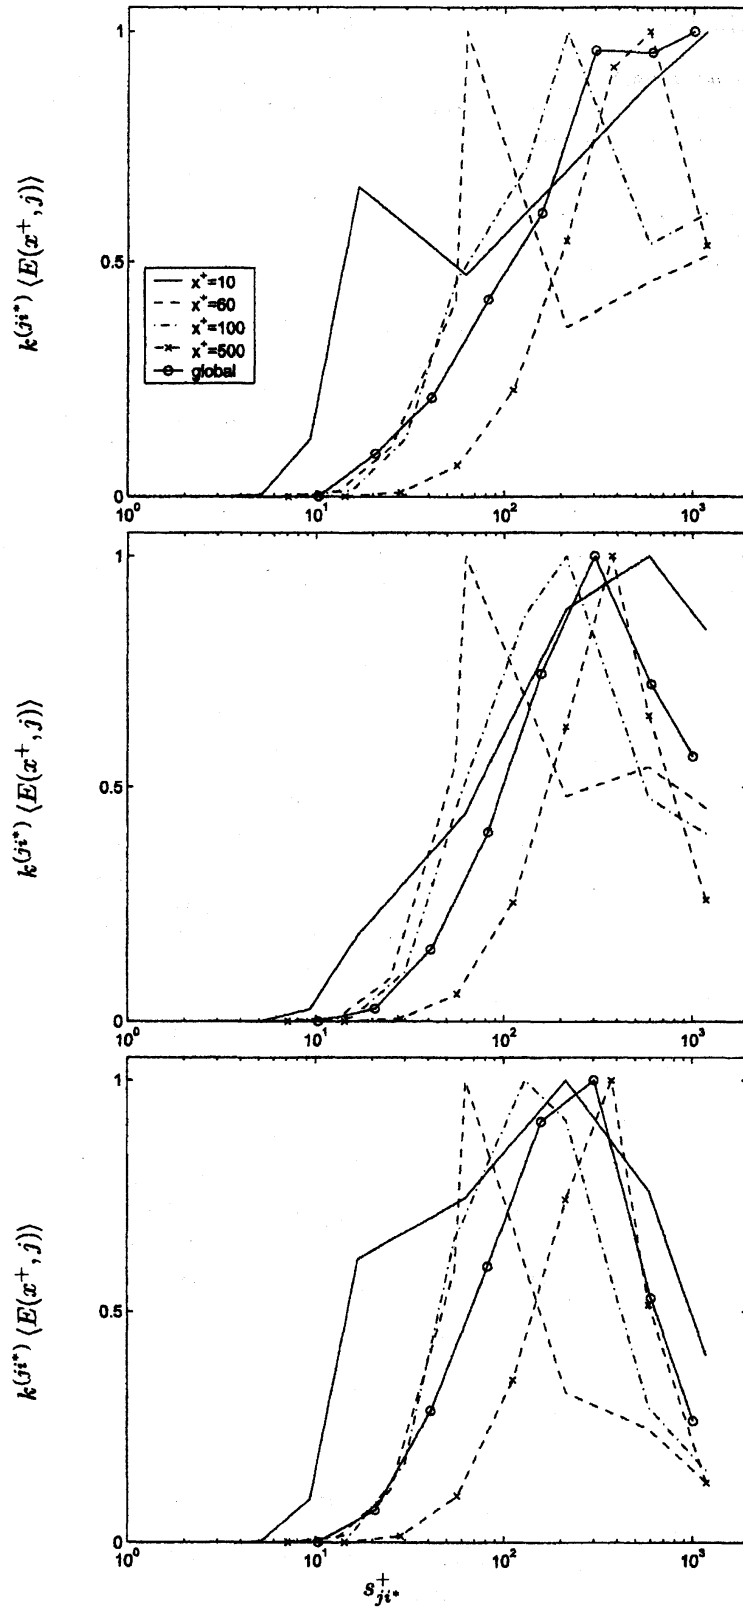 1
0.5
0
k^{(ji*)} ⟨E(x⁺, j)⟩
x⁺=10
x⁺=60
x⁺=100
x⁺=500
global
10⁰ 10¹ 10² 10³
1
0.5
0
k^{(ji*)} ⟨E(x⁺, j)⟩
10⁰ 10¹ 10² 10³
1
0.5
0
k^{(ji*)} ⟨E(x⁺, j)⟩
10⁰ 10¹ 10² 10³
s⁺_{ji*}